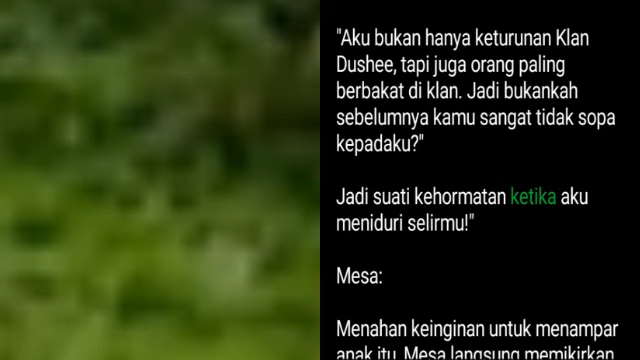 "Aku bukan hanya keturunan Klan
Dushee, tapi juga orang paling
berbakat di klan. Jadi bukankah
sebelumnya kamu sangat tidak sopa
kepadaku?"
Jadi suati kehormatan ketika aku
meniduri selirmu!"
Mesa:
Menahan keinginan untuk menampar
anak itu, Mesa langsung memikirkan